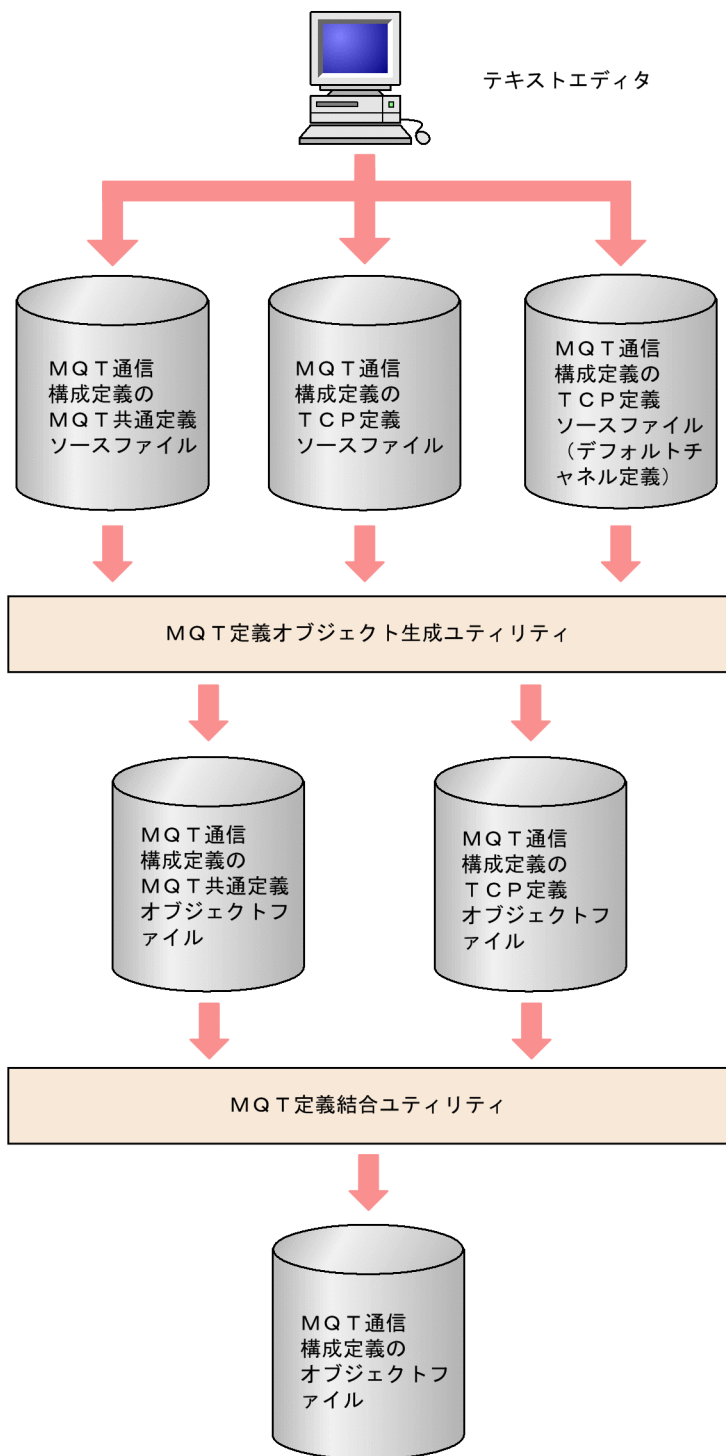 テキストエディタ
ＭＱＴ通信
構成定義の
ＭＱＴ共通定義
ソースファイル
ＭＱＴ通信
構成定義の
ＴＣＰ定義
ソースファイル
ＭＱＴ通信
構成定義の
ＴＣＰ定義
ソースファイル
（デフォルトチ
ャネル定義）
ＭＱＴ定義オブジェクト生成ユティリティ
ＭＱＴ通信
構成定義の
ＭＱＴ共通定義
オブジェクトフ
ァイル
ＭＱＴ通信
構成定義の
ＴＣＰ定義
オブジェクトフ
ァイル
ＭＱＴ定義結合ユティリティ
ＭＱＴ通信
構成定義の
オブジェクトフ
ァイル